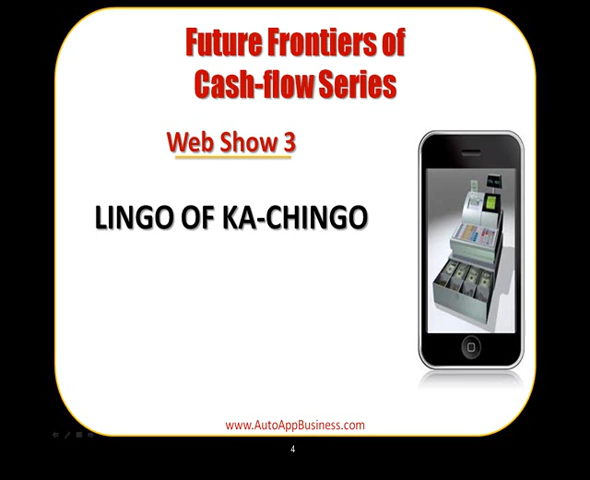 Future Frontiers of
Cash-flow Series
Web Show 3
LINGO OF KA-CHINGO
www.AutoAppBusiness.com
4